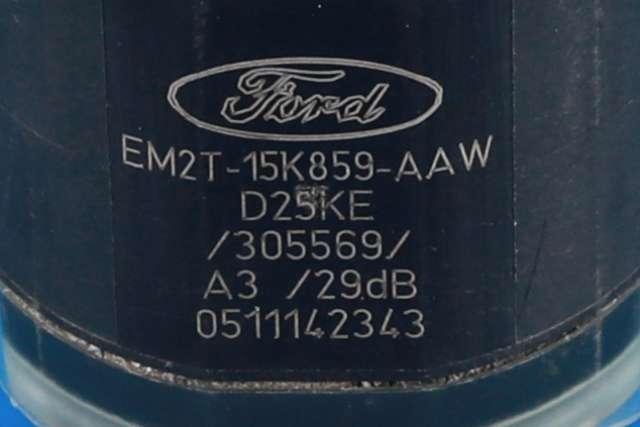 Ford
EM2T-15K859-AAW
D25KE
/305569/
A3 /29dB
0511142343